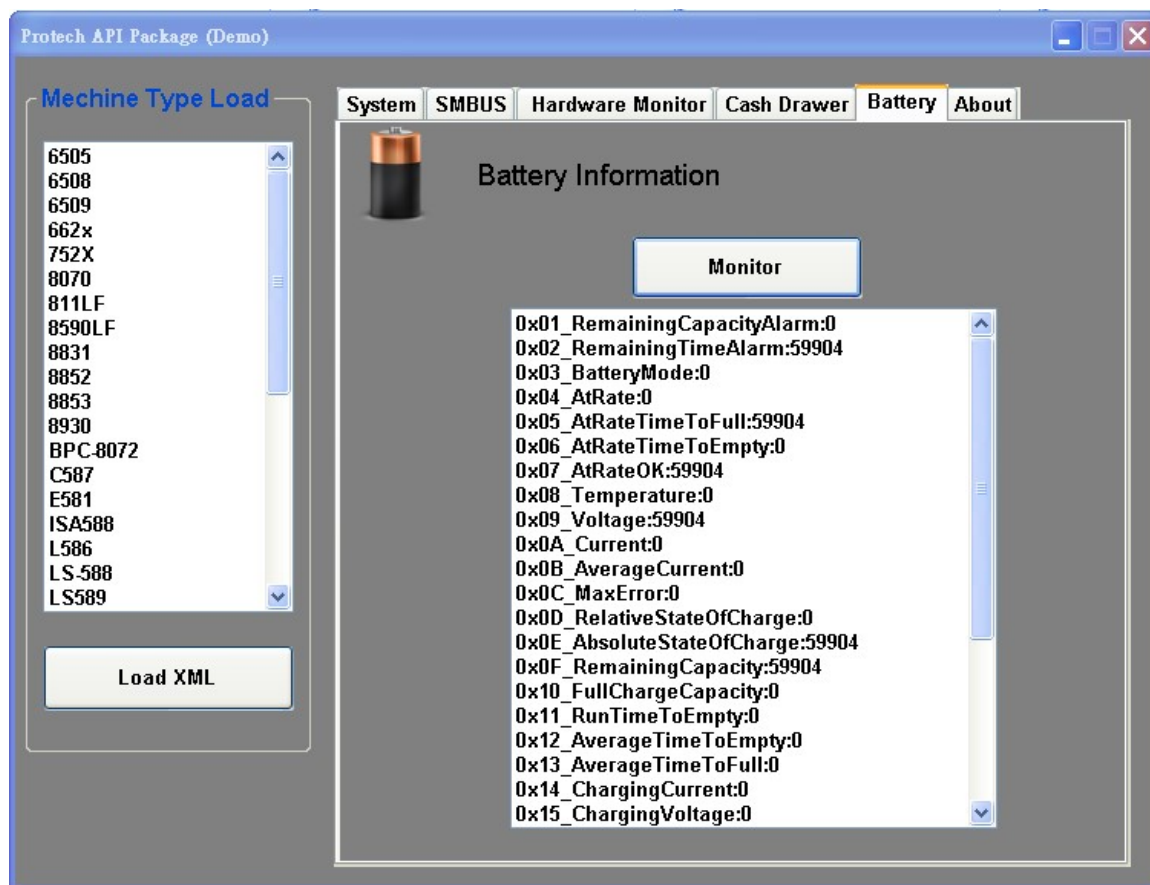 Protech API Package (Demo)
Mechine Type Load
6505
6508
6509
662x
752X
8070
811LF
8590LF
8831
8852
8853
8930
BPC-8072
C587
E581
ISA588
L586
LS-588
LS589
Load XML
System SMBUS Hardware Monitor Cash Drawer Battery About
Battery Information
Monitor
0x01_RemainingCapacityAlarm:0
0x02_RemainingTimeAlarm:59904
0x03_BatteryMode:0
0x04_AtRate:0
0x05_AtRateTimeToFull:59904
0x06_AtRateTimeToEmpty:0
0x07_AtRateOK:59904
0x08_Temperature:0
0x09_Voltage:59904
0x0A_Current:0
0x0B_AverageCurrent:0
0x0C_MaxError:0
0x0D_RelativeStateOfCharge:0
0x0E_AbsoluteStateOfCharge:59904
0x0F_RemainingCapacity:59904
0x10_FullChargeCapacity:0
0x11_RunTimeToEmpty:0
0x12_AverageTimeToEmpty:0
0x13_AverageTimeToFull:0
0x14_ChargingCurrent:0
0x15_ChargingVoltage:0